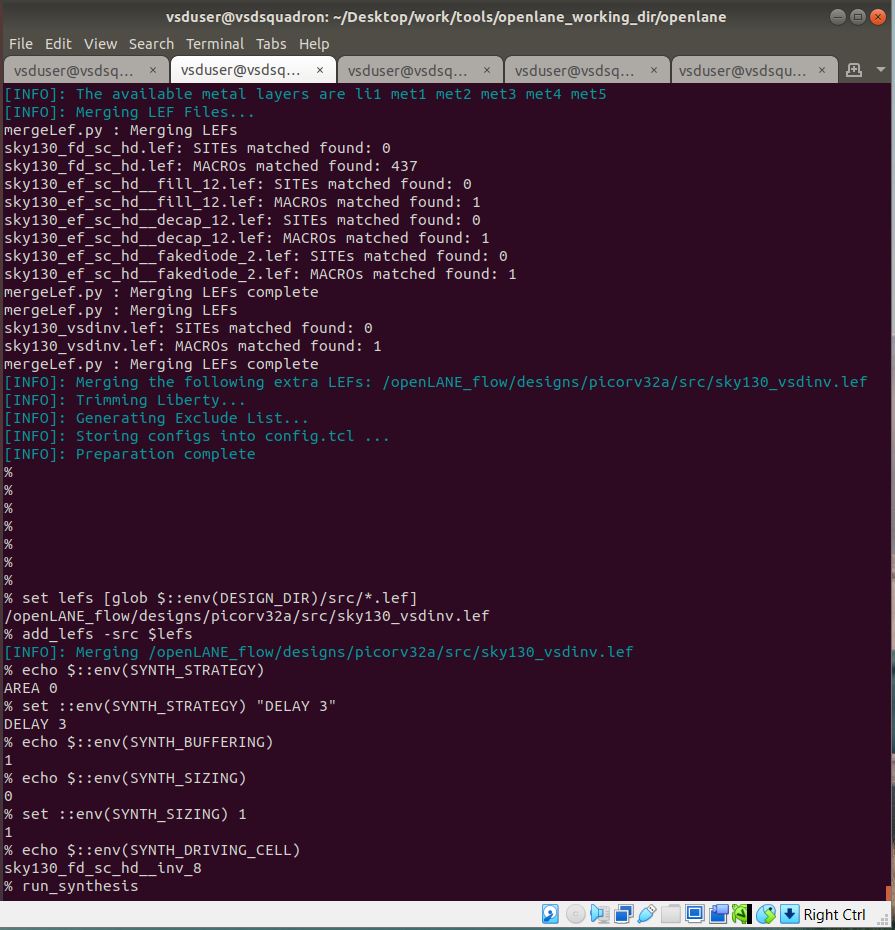 vsduser@vsdsquadron: ~/Desktop/work/tools/openlane_working_dir/openlane
File Edit View Search Terminal Tabs Help
vsduser@vsdsq... × vsduser@vsdsq... × vsduser@vsdsq... × vsduser@vsdsq... × vsduser@vsdsqu... ×
[INFO]: The available metal layers are li1 met1 met2 met3 met4 met5
[INFO]: Merging LEF Files...
mergeLef.py : Merging LEFs
sky130_fd_sc_hd.lef: SITEs matched found: 0
sky130_fd_sc_hd.lef: MACROs matched found: 437
sky130_ef_sc_hd__fill_12.lef: SITEs matched found: 0
sky130_ef_sc_hd__fill_12.lef: MACROs matched found: 1
sky130_ef_sc_hd__decap_12.lef: SITEs matched found: 0
sky130_ef_sc_hd__decap_12.lef: MACROs matched found: 1
sky130_ef_sc_hd__fakediode_2.lef: SITEs matched found: 0
sky130_ef_sc_hd__fakediode_2.lef: MACROs matched found: 1
mergeLef.py : Merging LEFs complete
mergeLef.py : Merging LEFs
sky130_vsdinv.lef: SITEs matched found: 0
sky130_vsdinv.lef: MACROs matched found: 1
mergeLef.py : Merging LEFs complete
[INFO]: Merging the following extra LEFs: /openLANE_flow/designs/picorv32a/src/sky130_vsdinv.lef
[INFO]: Trimming Liberty...
[INFO]: Generating Exclude List...
[INFO]: Storing configs into config.tcl ...
[INFO]: Preparation complete
%
%
%
%
%
%
%
% set lefs [glob $::env(DESIGN_DIR)/src/*.lef]
/openLANE_flow/designs/picorv32a/src/sky130_vsdinv.lef
% add_lefs -src $lefs
[INFO]: Merging /openLANE_flow/designs/picorv32a/src/sky130_vsdinv.lef
% echo $::env(SYNTH_STRATEGY)
AREA 0
% set ::env(SYNTH_STRATEGY) "DELAY 3"
DELAY 3
% echo $::env(SYNTH_BUFFERING)
1
% echo $::env(SYNTH_SIZING)
0
% set ::env(SYNTH_SIZING) 1
1
% echo $::env(SYNTH_DRIVING_CELL)
sky130_fd_sc_hd__inv_8
% run_synthesis
Right Ctrl